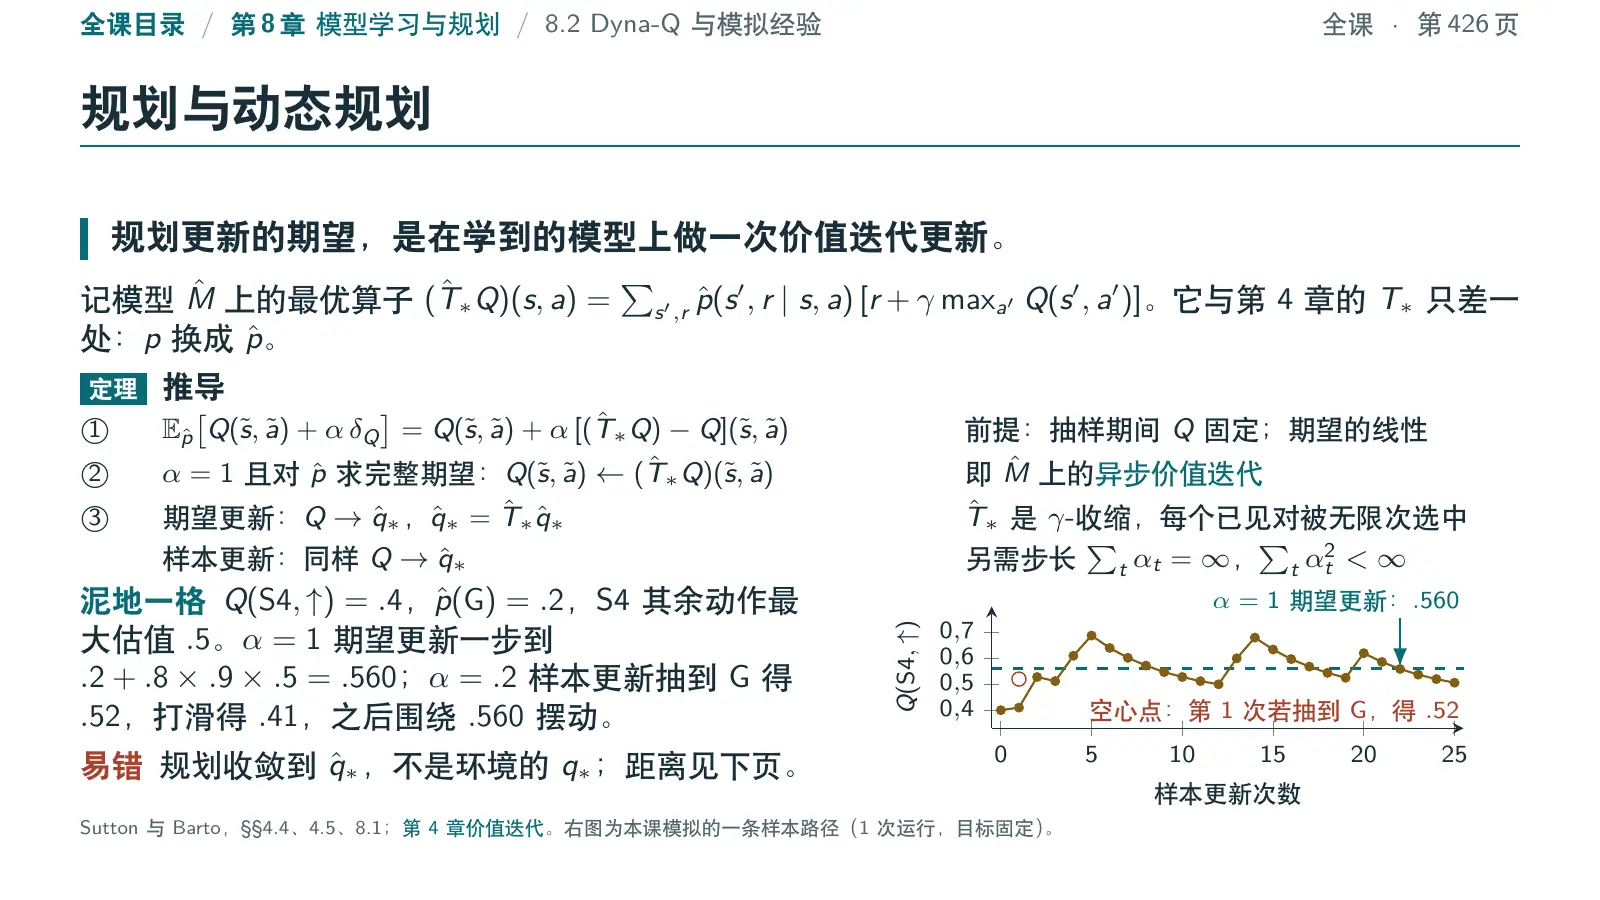 全课目录 / 第 8 章 模型学习与规划 / 8.2 Dyna-Q 与模拟经验
全课 · 第 426 页
规划与动态规划
规划更新的期望，是在学到的模型上做一次价值迭代更新。
记模型 M̂ 上的最优算子 (T̂∗Q)(s, a) = ∑s′,r p̂(s′, r | s, a) [r + γ maxa′ Q(s′, a′)]。它与第 4 章的 T∗ 只差一
处：p 换成 p̂。
定理 推导
① 𝔼p̂[Q(s̃, ã) + α δQ] = Q(s̃, ã) + α [(T̂∗Q) − Q](s̃, ã) 前提：抽样期间 Q 固定；期望的线性
② α = 1 且对 p̂ 求完整期望：Q(s̃, ã) ← (T̂∗Q)(s̃, ã) 即 M̂ 上的异步价值迭代
③ 期望更新：Q → q̂∗，q̂∗ = T̂∗q̂∗ T̂∗ 是 γ-收缩，每个已见对被无限次选中
样本更新：同样 Q → q̂∗ 另需步长 ∑t αt = ∞，∑t αt² < ∞
泥地一格 Q(S4,↑) = .4，p̂(G) = .2，S4 其余动作最
大估值 .5。α = 1 期望更新一步到
.2 + .8 × .9 × .5 = .560；α = .2 样本更新抽到 G 得
.52，打滑得 .41，之后围绕 .560 摆动。
易错 规划收敛到 q̂∗，不是环境的 q∗；距离见下页。
α = 1 期望更新：.560
Q(S4,↑)
0,7
0,6
0,5
0,4
空心点：第 1 次若抽到 G，得 .52
0 5 10 15 20 25
样本更新次数
Sutton 与 Barto，§§4.4、4.5、8.1；第 4 章价值迭代。右图为本课模拟的一条样本路径（1 次运行，目标固定）。